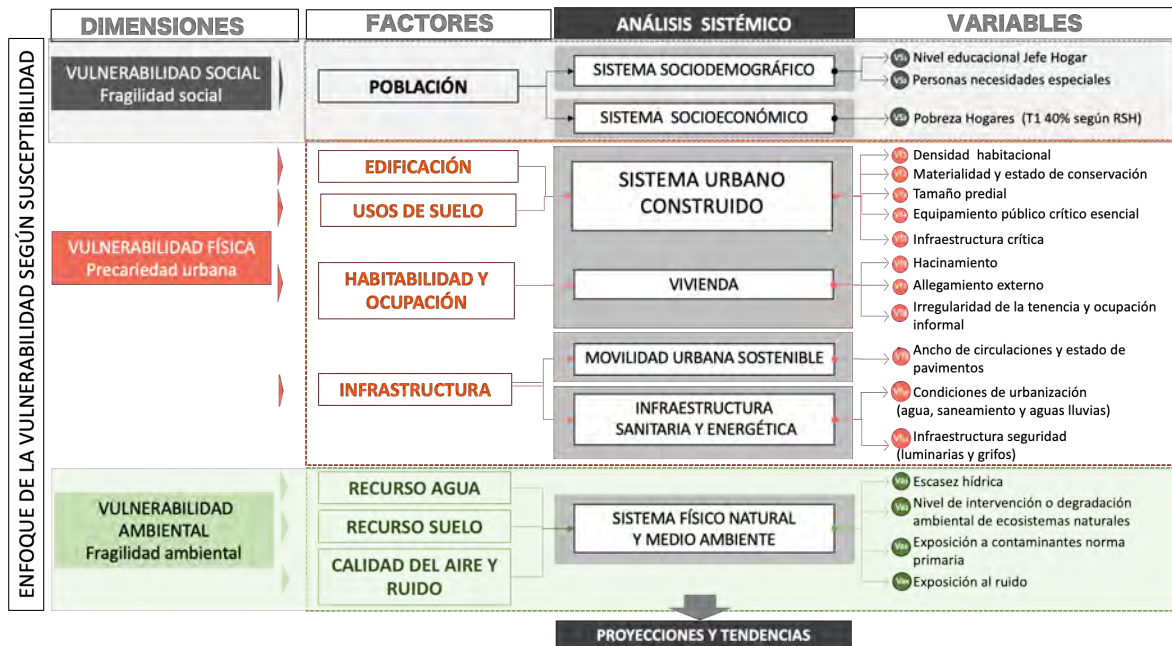 DIMENSIONES
FACTORES
ANÁLISIS SISTÉMICO
VARIABLES
ENFOQUE DE LA VULNERABILIDAD SEGÚN SUSCEPTIBILIDAD
VULNERABILIDAD SOCIAL
Fragilidad social
POBLACIÓN
SISTEMA SOCIODEMOGRÁFICO
SISTEMA SOCIOECONÓMICO
Nivel educacional Jefe Hogar
Personas necesidades especiales
Pobreza Hogares (T1 40% según RSH)
VULNERABILIDAD FÍSICA
Precariedad urbana
EDIFICACIÓN
USOS DE SUELO
HABITABILIDAD Y
OCUPACIÓN
INFRASTRUCTURA
SISTEMA URBANO
CONSTRUIDO
VIVIENDA
MOVILIDAD URBANA SOSTENIBLE
INFRAESTRUCTURA
SANITARIA Y ENERGÉTICA
Densidad habitacional
Materialidad y estado de conservación
Tamaño predial
Equipamiento público crítico esencial
Infraestructura crítica
Hacinamiento
Allegamiento externo
Irregularidad de la tenencia y ocupación
informal
Ancho de circulaciones y estado de
pavimentos
Condiciones de urbanización
(agua, saneamiento y aguas lluvias)
Infraestructura seguridad
(luminarias y grifos)
VULNERABILIDAD
AMBIENTAL
Fragilidad ambiental
RECURSO AGUA
RECURSO SUELO
CALIDAD DEL AIRE Y
RUIDO
SISTEMA FÍSICO NATURAL
Y MEDIO AMBIENTE
Escasez hídrica
Nivel de intervención o degradación
ambiental de ecosistemas naturales
Exposición a contaminantes norma
primaria
Exposición al ruido
PROYECCIONES Y TENDENCIAS